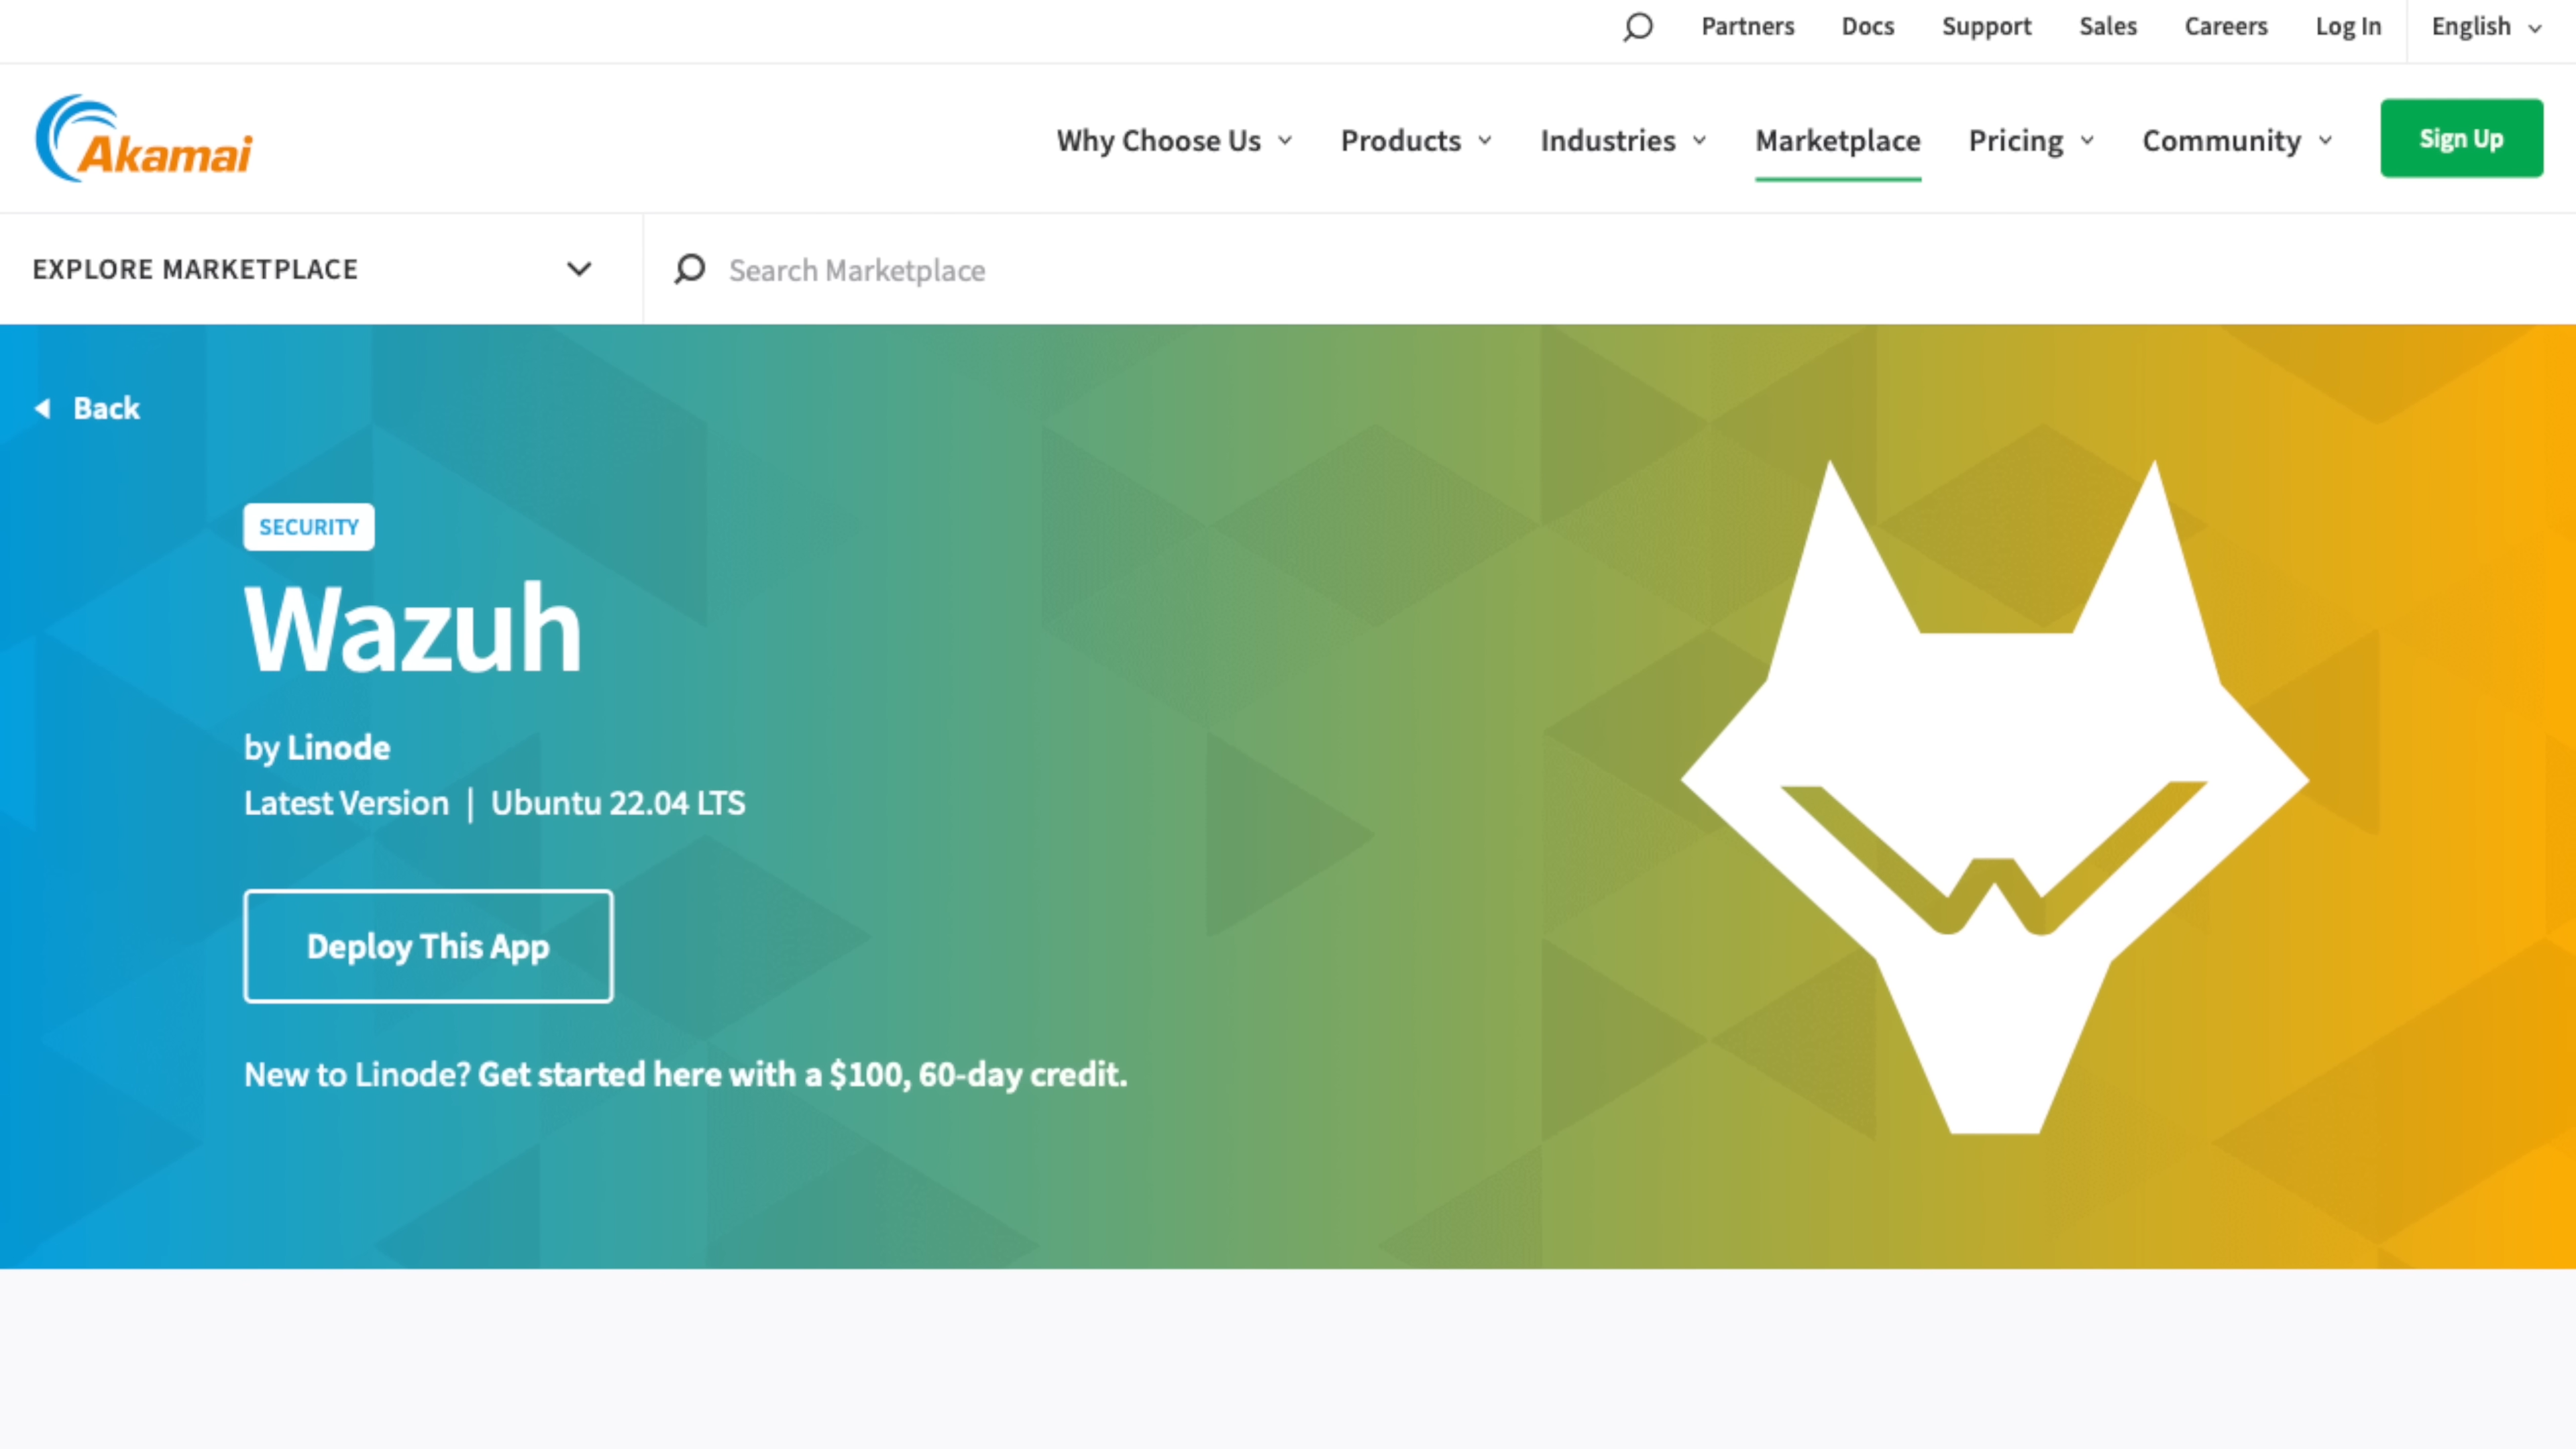 Partners Docs Support Sales Careers Log In English
Akamai
Why Choose Us Products Industries Marketplace Pricing Community Sign Up
EXPLORE MARKETPLACE Search Marketplace
Back
SECURITY
Wazuh
by Linode
Latest Version | Ubuntu 22.04 LTS
Deploy This App
New to Linode? Get started here with a $100, 60-day credit.